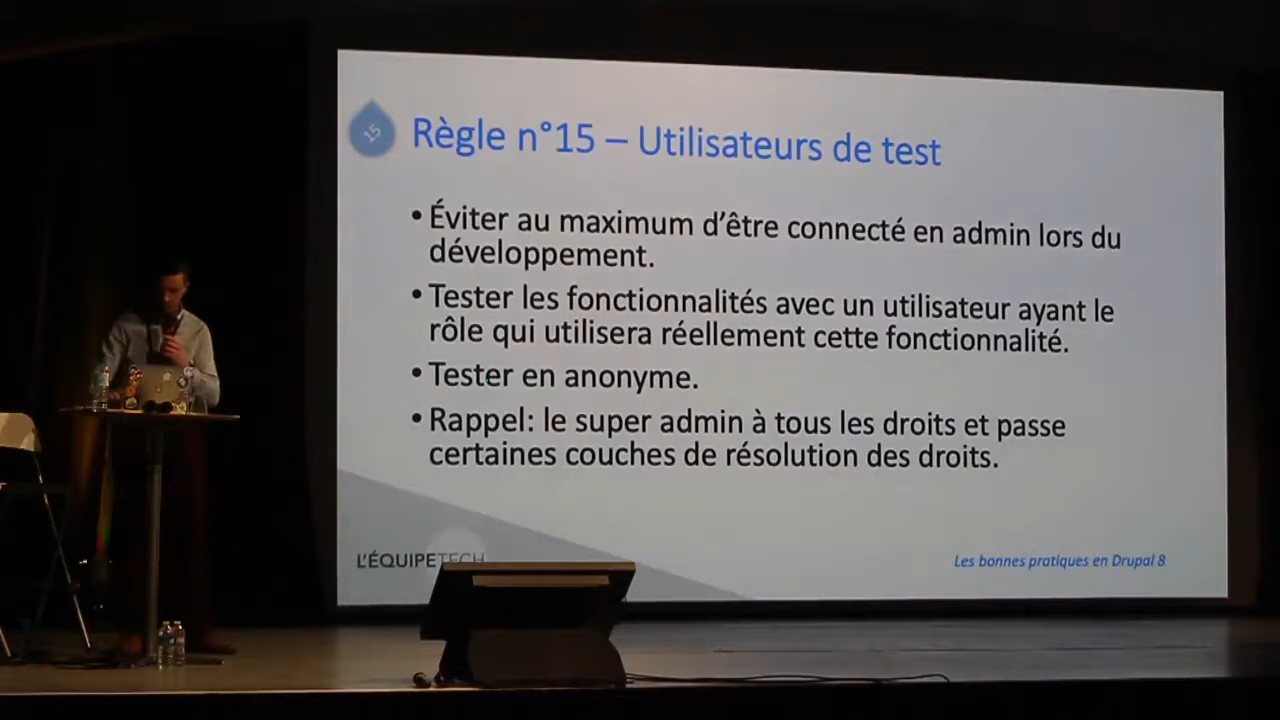 15
Règle n°15 – Utilisateurs de test
• Éviter au maximum d’être connecté en admin lors du
développement.
• Tester les fonctionnalités avec un utilisateur ayant le
rôle qui utilisera réellement cette fonctionnalité.
• Tester en anonyme.
• Rappel: le super admin à tous les droits et passe
certaines couches de résolution des droits.
L’ÉQUIPETECH
Les bonnes pratiques en Drupal 8